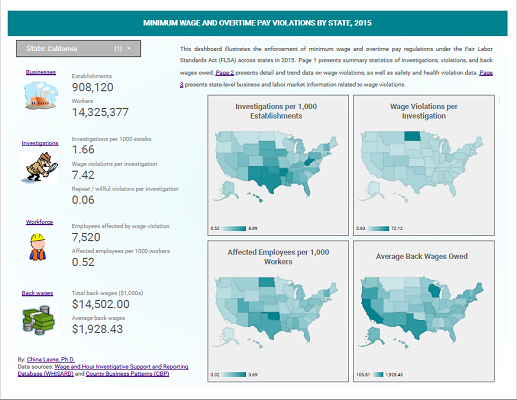 MINIMUM WAGE AND OVERTIME PAY VIOLATIONS BY STATE, 2015
State: California (1)
This dashboard illustrates the enforcement of minimum wage and overtime pay regulations under the Fair Labor
Standards Act (FLSA) across states in 2015. Page 1 presents summary statistics of investigations, violations, and back
wages owed. Page 2 presents detail and trend data on wage violations, as well as safety and health violation data. Page
3 presents state-level business and labor market information related to wage violations.
Businesses
Establishments
908,120
Workers
14,325,377
Investigations
Investigations per 1000 estabs
1.66
Wage violations per investigation
7.42
Repeat / willful violators per investigation
0.06
Workforce
Employees affected by wage violation
7,520
Affected employees per 1000 workers
0.52
Back wages
Total back wages ($1,000s)
$14,502.00
Average back wages
$1,928.43
Investigations per 1,000
Establishments
0.52 4.89
Wage Violations per
Investigation
0.63 72.12
Affected Employees per 1,000
Workers
0.02 3.69
Average Back Wages Owed
105.81 1,928.43
By: China Layne, Ph.D.
Data sources: Wage and Hour Investigative Support and Reporting
Database (WHISARD) and County Business Patterns (CBP)